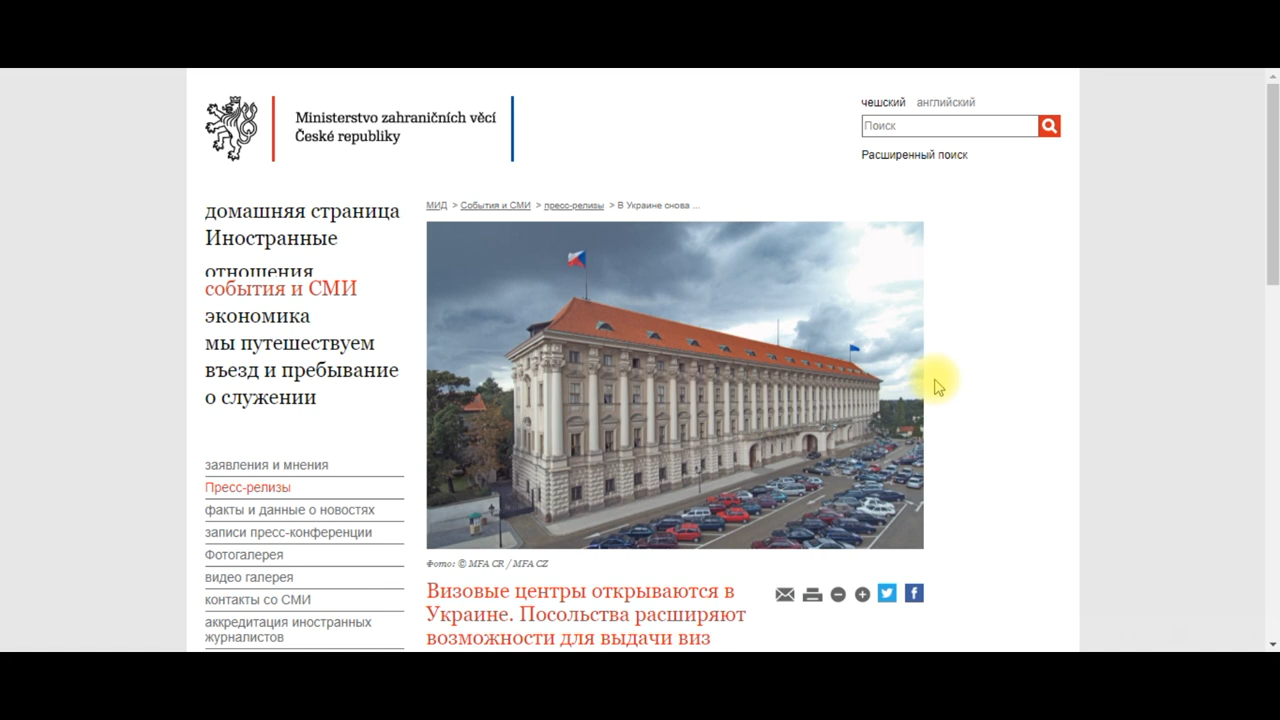 Ministerstvo zahraničních věcí
České republiky
чешский английский
Поиск
Расширенный поиск
домашняя страница
Иностранные
отношения
события и СМИ
экономика
мы путешествуем
въезд и пребывание
о служении
МИД > События и СМИ > пресс-релизы > В Украине снова ...
заявления и мнения
Пресс-релизы
факты и данные о новостях
записи пресс-конференции
Фотогалерея
видео галерея
контакты со СМИ
аккредитация иностранных
журналистов
Фото: © MFA CR / MFA CZ
Визовые центры открываются в
Украине. Посольства расширяют
возможности для выдачи виз